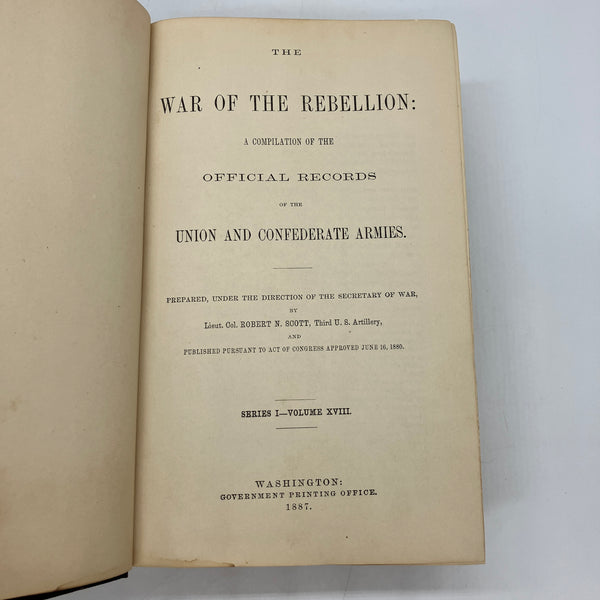 THE
WAR OF THE REBELLION:
A COMPILATION OF THE
OFFICIAL RECORDS
OF THE
UNION AND CONFEDERATE ARMIES.
PREPARED, UNDER THE DIRECTION OF THE SECRETARY OF WAR,
BY
Lieut. Col. ROBERT N. SCOTT, Third U. S. Artillery,
AND
PUBLISHED PURSUANT TO ACT OF CONGRESS APPROVED JUNE 16, 1880.
SERIES I—VOLUME XVIII.
WASHINGTON:
GOVERNMENT PRINTING OFFICE.
1887.